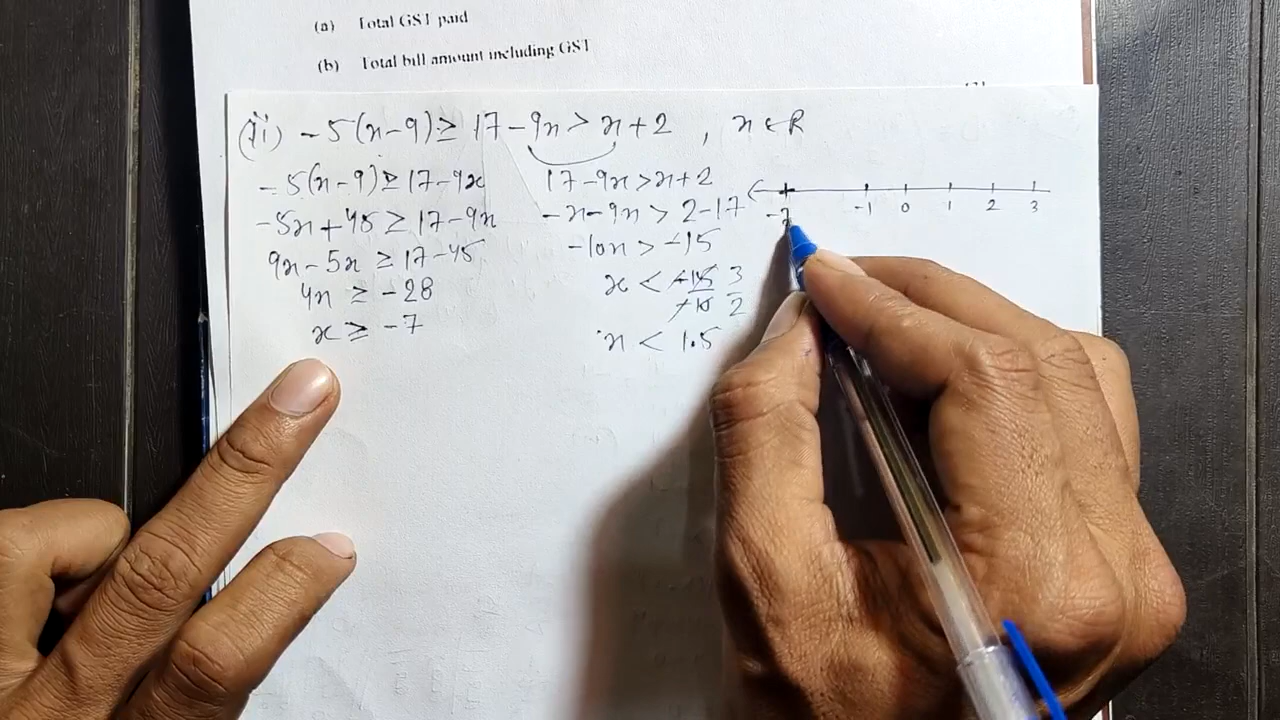 (a) Total GST paid
(b) Total bill amount including GST
(ii) -5(x-9) ≥ 17-9x > x+2 , x ∈ R
-5(x-9) ≥ 17-9x
-5x+45 ≥ 17-9x
9x-5x ≥ 17-45
4x ≥ -28
x ≥ -7
17-9x > x+2
-x-9x > 2-17
-10x > -15
x < -15/-10 3/2
x < 1.5
-7 -1 0 1 2 3